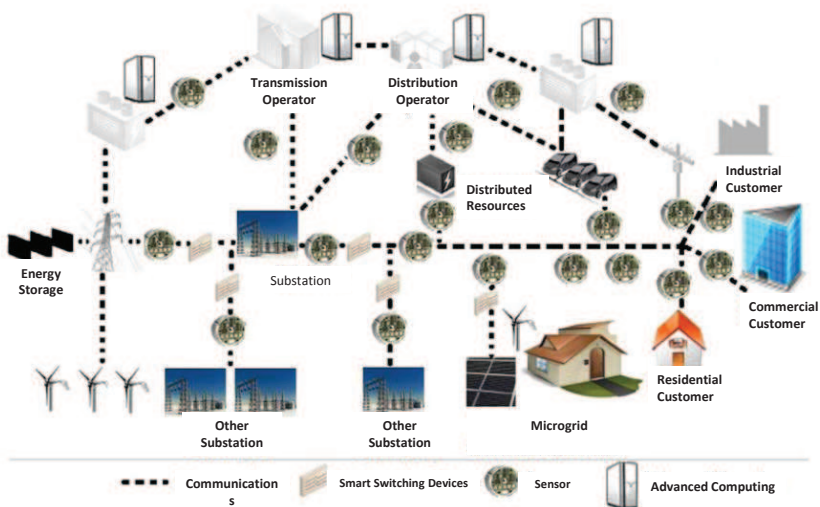 Transmission
Operator
Distribution
Operator
Industrial
Customer
Distributed
Resources
Energy
Storage
Substation
Commercial
Customer
Residential
Customer
Other
Substation
Other
Substation
Microgrid
Communication
s
Smart Switching Devices
Sensor
Advanced Computing